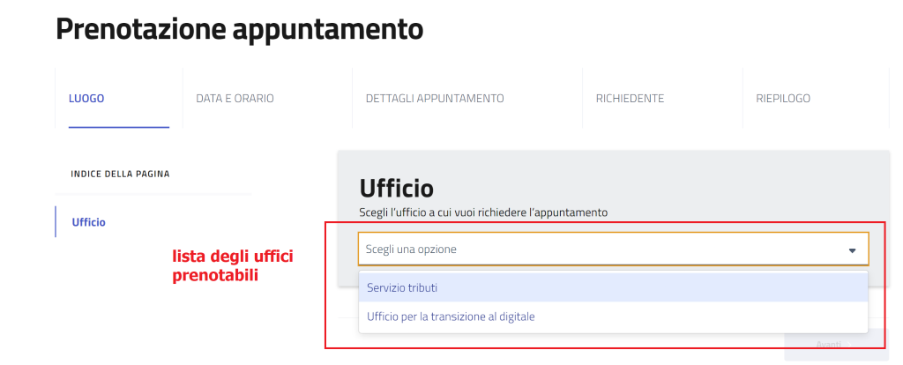 Prenotazione appuntamento
LUOGO
DATA E ORARIO
DETTAGLI APPUNTAMENTO
RICHIEDENTE
RIEPILOGO
INDICE DELLA PAGINA
Ufficio
Ufficio
Scegli l'ufficio a cui vuoi richiedere l'appuntamento
lista degli uffici
prenotabili
Scegli una opzione
Servizio tributi
Ufficio per la transizione al digitale
Avanti